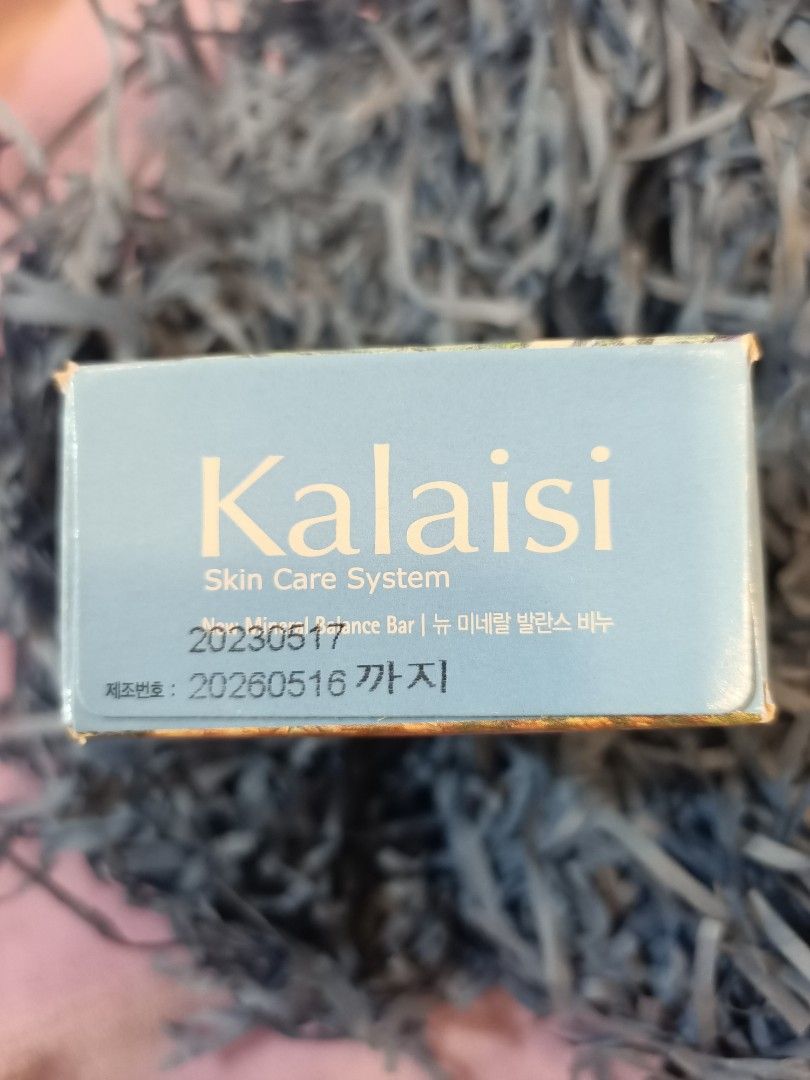 Kalaisi
Skin Care System
New Mineral Balance Bar | 뉴 미네랄 발란스 비누
20230517
제조번호 : 20260516 까지